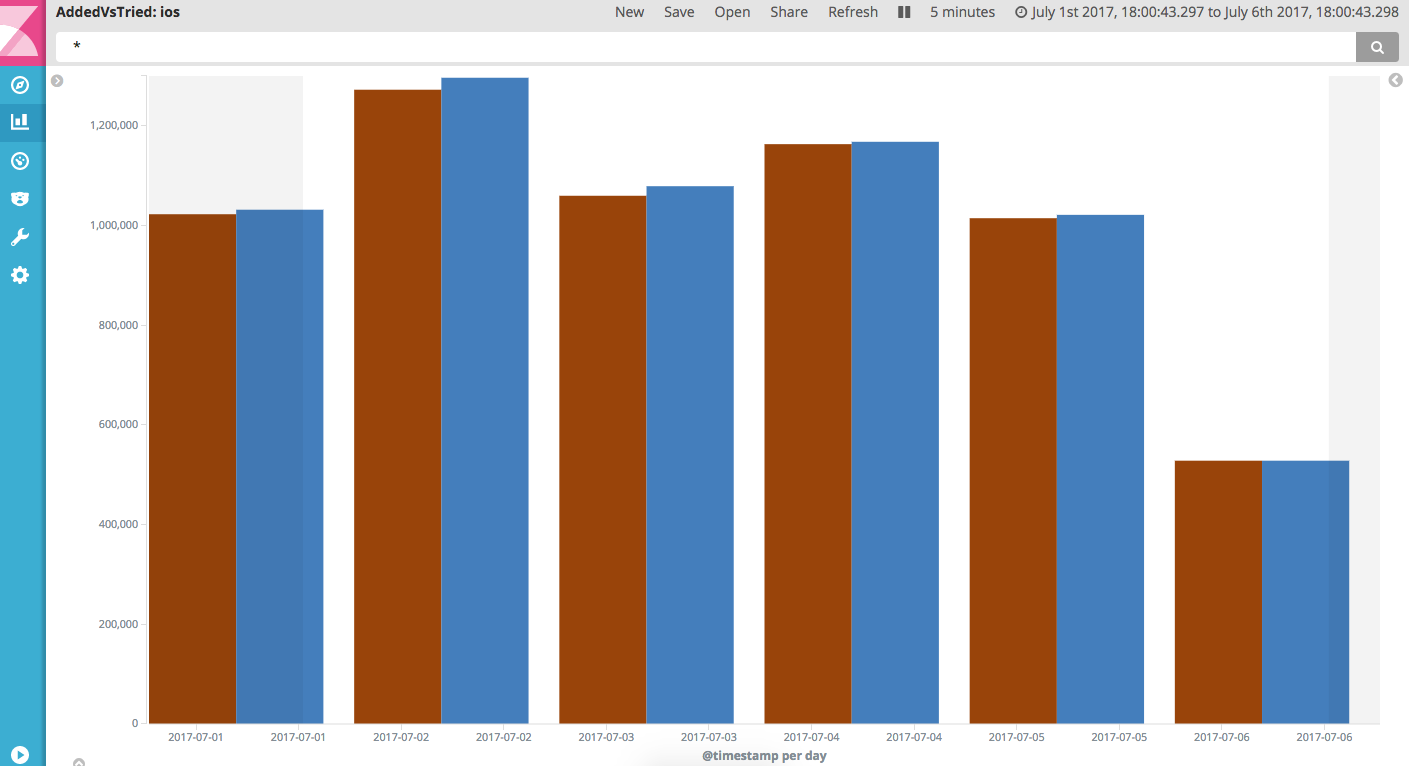 AddedVsTried: ios
New Save Open Share Refresh 5 minutes July 1st 2017, 18:00:43.297 to July 6th 2017, 18:00:43.298
*
1,200,000
1,000,000
800,000
600,000
400,000
200,000
0
2017-07-01 2017-07-01 2017-07-02 2017-07-02 2017-07-03 2017-07-03 2017-07-04 2017-07-04 2017-07-05 2017-07-05 2017-07-06 2017-07-06
@timestamp per day